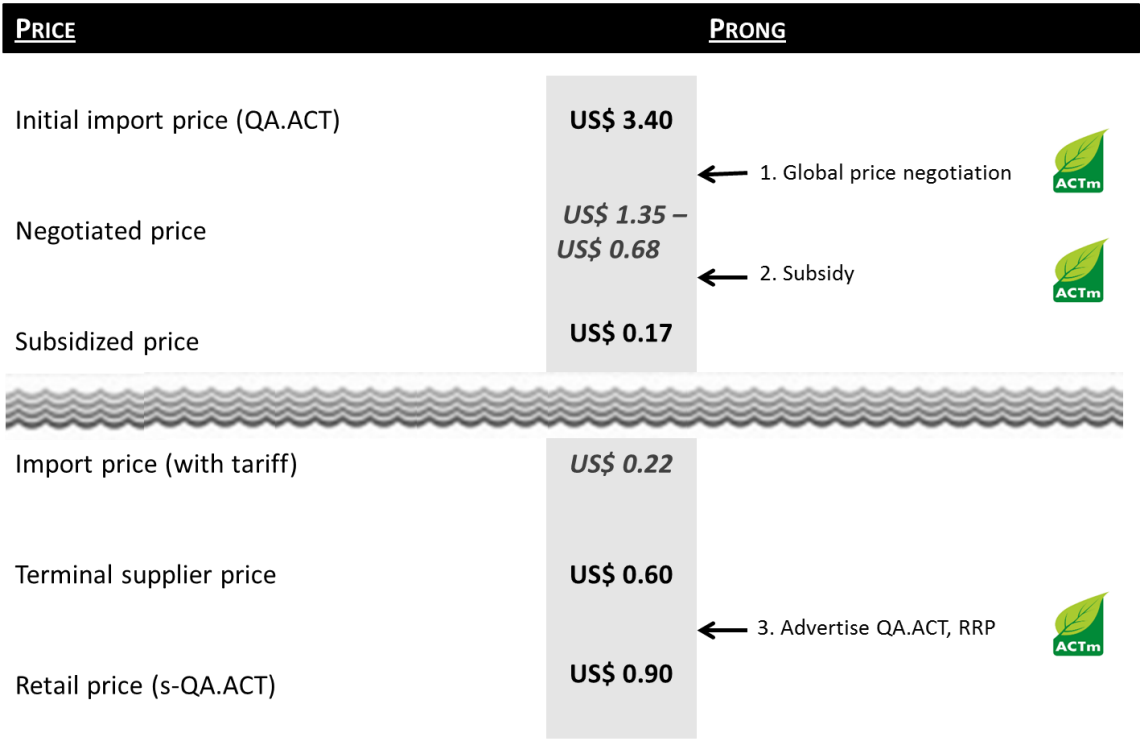 PRICE PRONG
Initial import price (QA.ACT) US$ 3.40
1. Global price negotiation ACTm
Negotiated price US$ 1.35 –
US$ 0.68
2. Subsidy ACTm
Subsidized price US$ 0.17
Import price (with tariff) US$ 0.22
Terminal supplier price US$ 0.60
3. Advertise QA.ACT, RRP ACTm
Retail price (s-QA.ACT) US$ 0.90